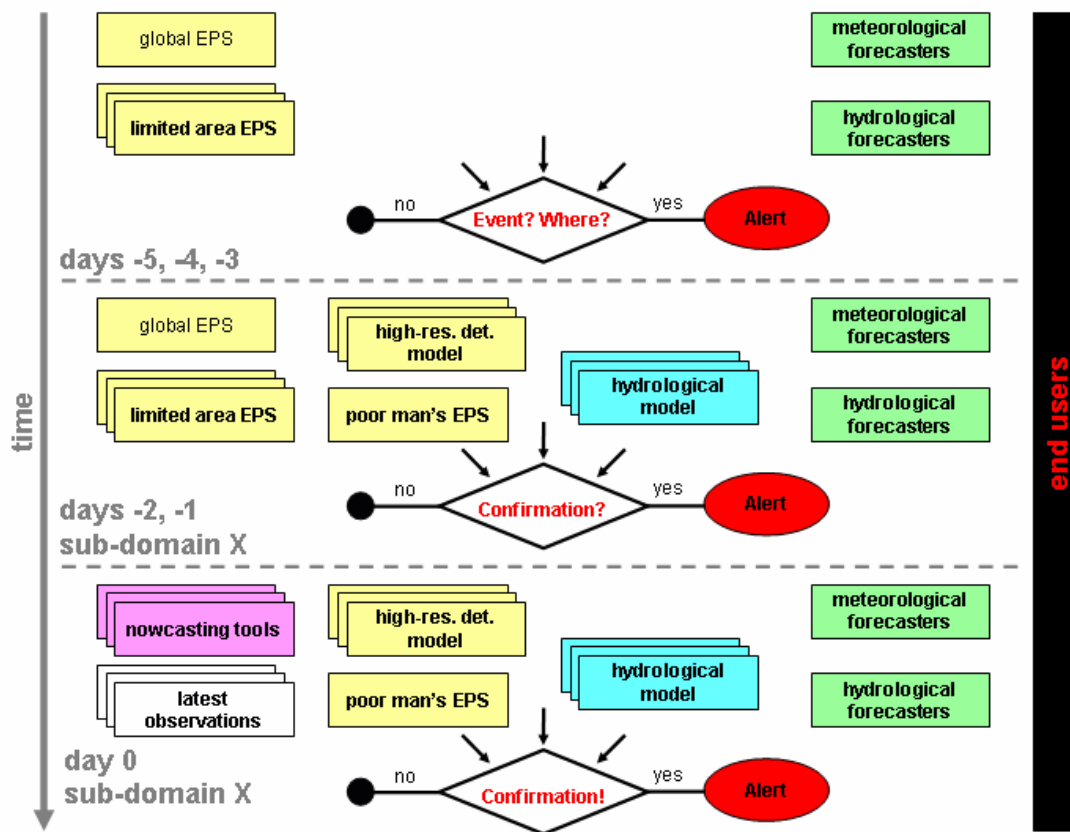 global EPS
meteorological
forecasters
limited area EPS
hydrological
forecasters
no
Event? Where?
yes
Alert
days -5, -4, -3
global EPS
high-res. det.
model
meteorological
forecasters
limited area EPS
poor man's EPS
hydrological
model
hydrological
forecasters
no
Confirmation?
yes
Alert
days -2, -1
sub-domain X
nowcasting tools
high-res. det.
model
meteorological
forecasters
latest
observations
poor man's EPS
hydrological
model
hydrological
forecasters
no
Confirmation!
yes
Alert
day 0
sub-domain X
time
end users